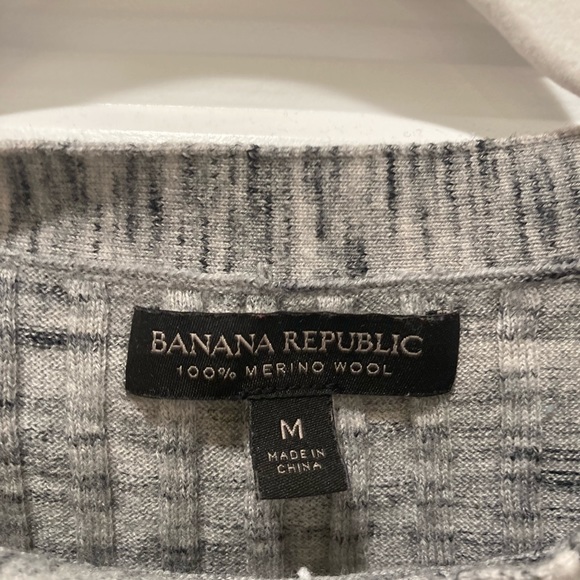 BANANA REPUBLIC
100% MERINO WOOL
M
MADE IN
CHINA